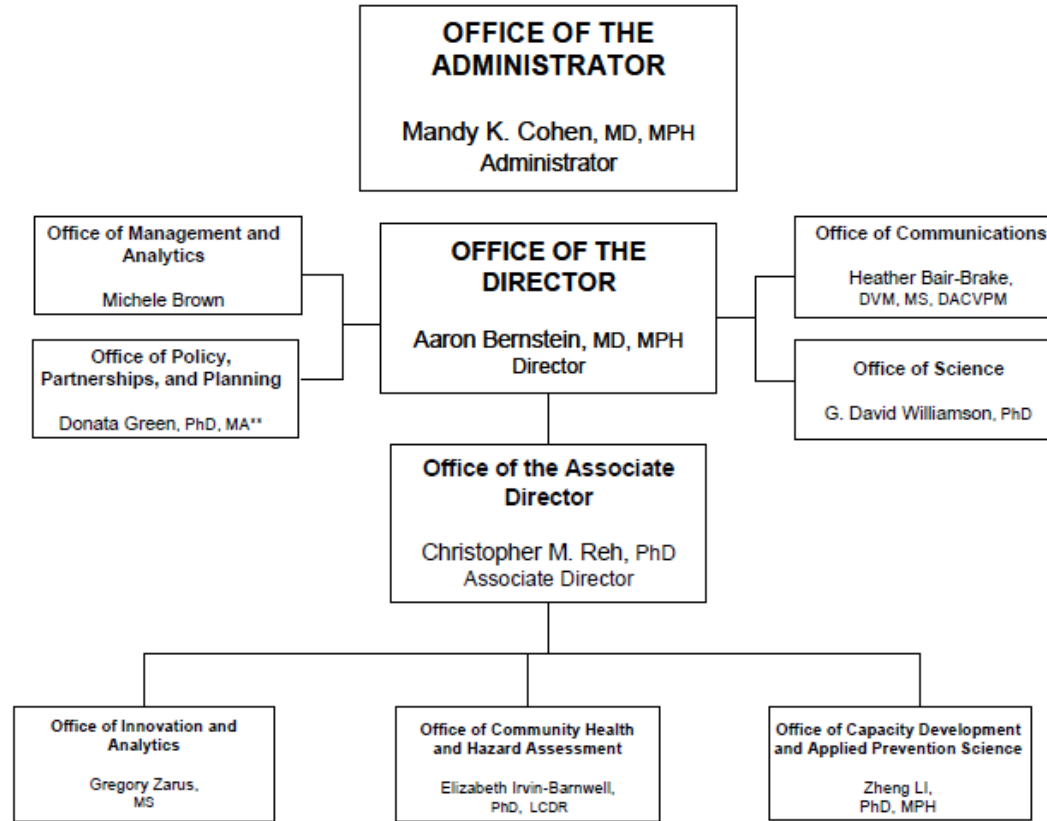 OFFICE OF THE
ADMINISTRATOR
Mandy K. Cohen, MD, MPH
Administrator
Office of Management and
Analytics
Michele Brown
Office of Policy,
Partnerships, and Planning
Donata Green, PhD, MA**
OFFICE OF THE
DIRECTOR
Aaron Bernstein, MD, MPH
Director
Office of Communications
Heather Bair-Brake,
DVM, MS, DACVPM
Office of Science
G. David Williamson, PhD
Office of the Associate
Director
Christopher M. Reh, PhD
Associate Director
Office of Innovation and
Analytics
Gregory Zarus,
MS
Office of Community Health
and Hazard Assessment
Elizabeth Irvin-Barnwell,
PhD, LCDR
Office of Capacity Development
and Applied Prevention Science
Zheng LI,
PhD, MPH